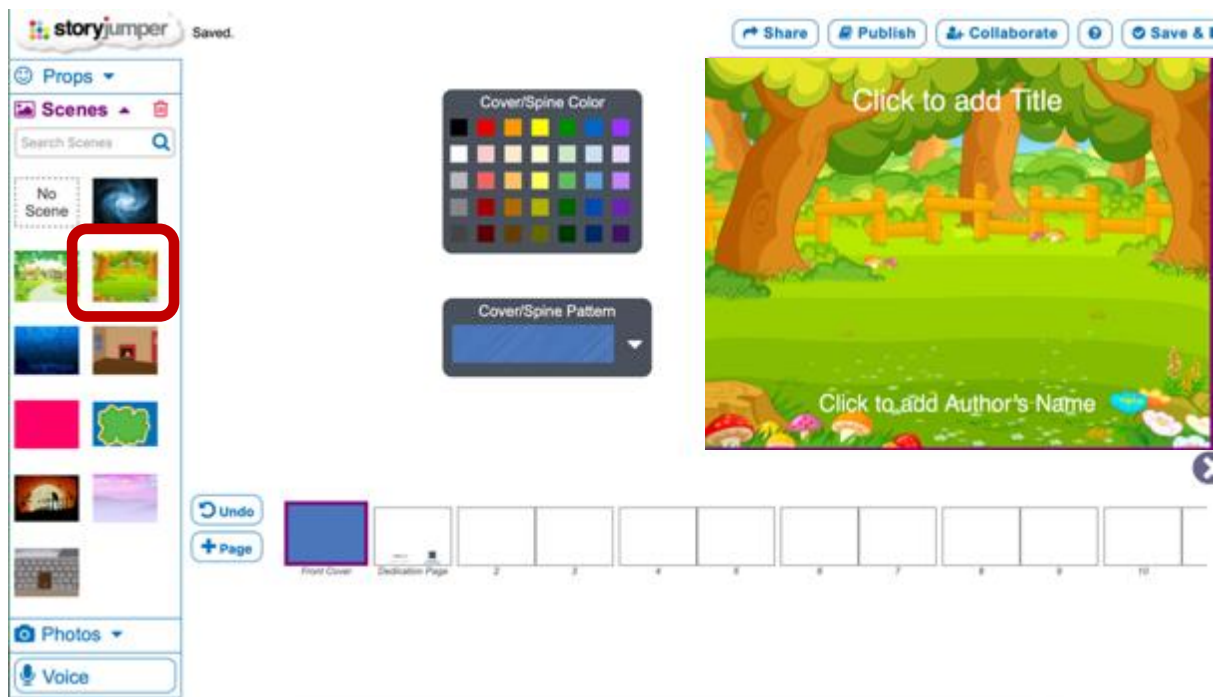 storyjumper
Saved.
Share
Publish
Collaborate
?
Save &
Props
Scenes
Search Scenes
No
Scene
Cover/Spine Color
Cover/Spine Pattern
Click to add Title
Click to add Author's Name
Undo
+ Page
Front Cover
Dedication Page
2
3
4
5
6
7
8
9
10
Photos
Voice